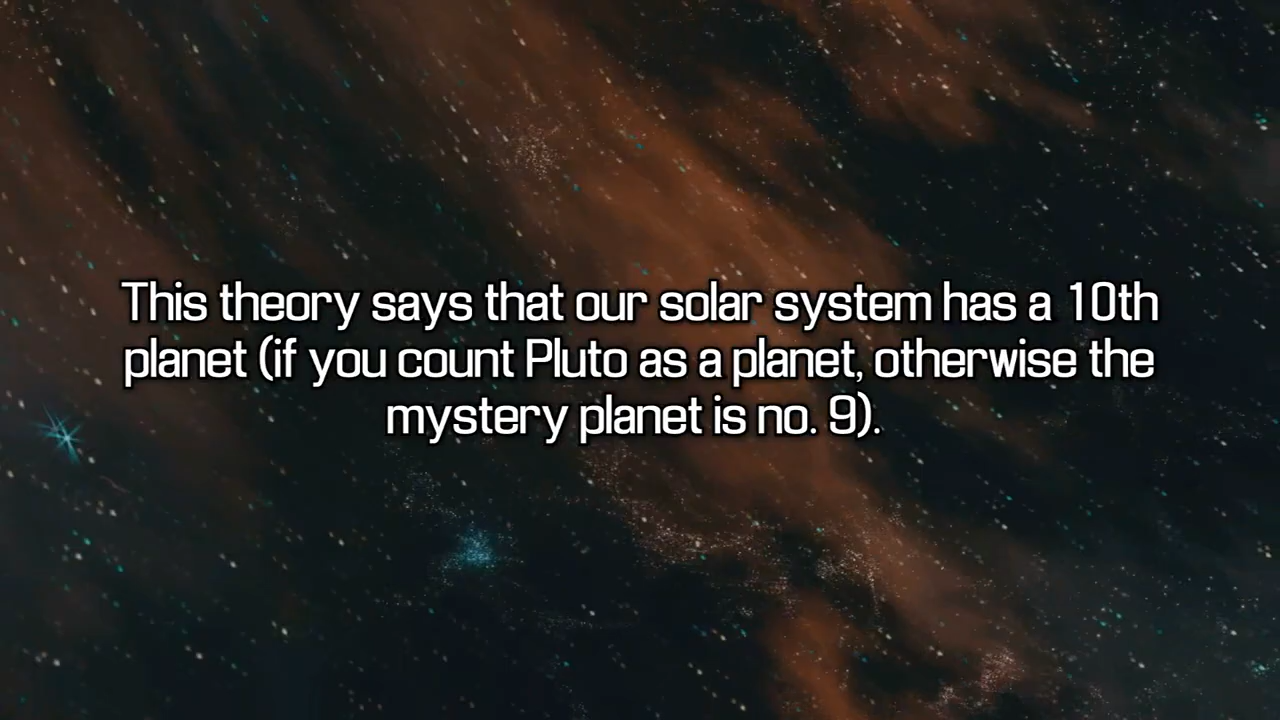 This theory says that our solar system has a 10th
planet (if you count Pluto as a planet, otherwise the
mystery planet is no. 9).